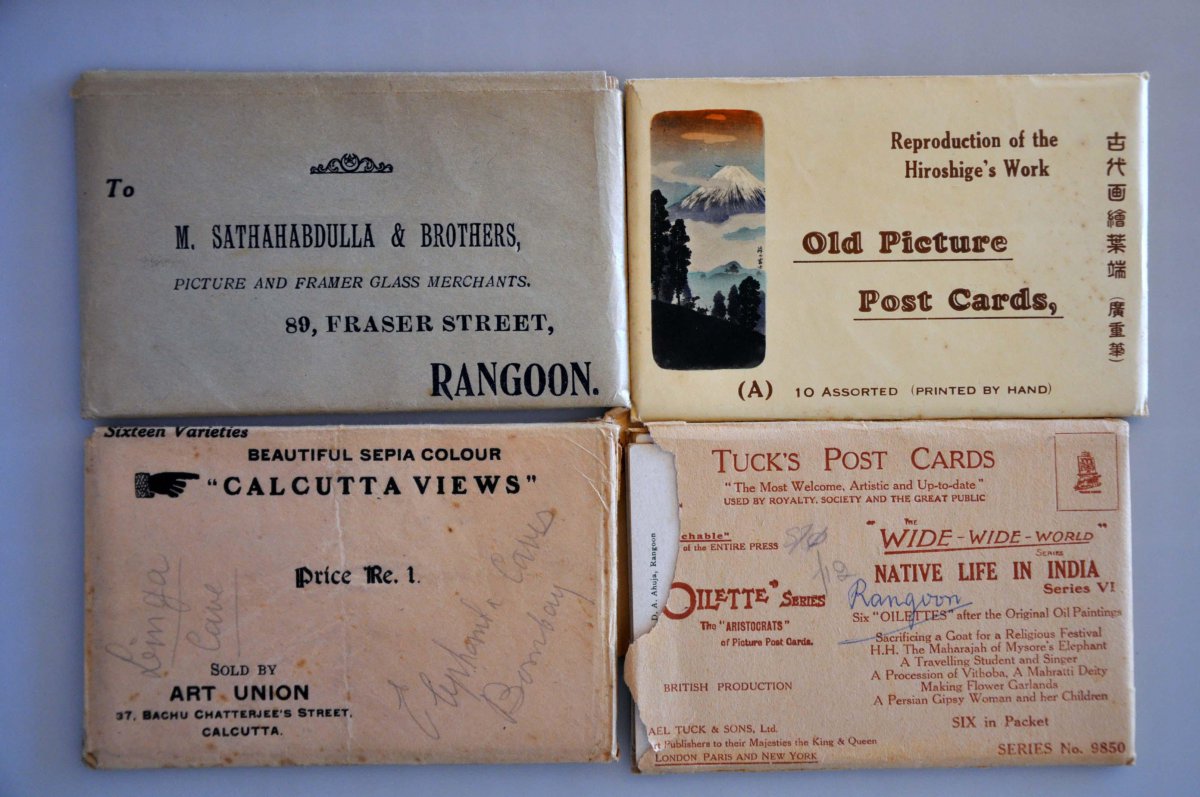 To
M. SATHAHABDULLA & BROTHERS,
PICTURE AND FRAMER GLASS MERCHANTS.
89, FRASER STREET,
RANGOON.
Reproduction of the
Hiroshige's Work
Old Picture
Post Cards,
(A) 10 ASSORTED (PRINTED BY HAND)
古代画繪葉端(廣重筆)
Sixteen Varieties
BEAUTIFUL SEPIA COLOUR
"CALCUTTA VIEWS"
Price Re. 1.
Linga
Cave
Elephanta Caves
Bombay
SOLD BY
ART UNION
37, BACHU CHATTERJEE'S STREET,
CALCUTTA.
TUCK'S POST CARDS
"The Most Welcome, Artistic and Up-to-date"
USED BY ROYALTY, SOCIETY AND THE GREAT PUBLIC
chable"
of the ENTIRE PRESS
"OILETTE" SERIES
The "ARISTOCRATS"
of Picture Post Cards.
BRITISH PRODUCTION
AEL TUCK & SONS, Ltd.
Publishers to their Majesties the King & Queen
LONDON PARIS AND NEW YORK
D. A. Ahuja, Rangoon
THE
"WIDE-WIDE-WORLD"
SERIES
NATIVE LIFE IN INDIA
Series VI
Rangoon
Six "OILETTES" after the Original Oil Paintings
Sacrificing a Goat for a Religious Festival
H.H. The Maharajah of Mysore's Elephant
A Travelling Student and Singer
A Procession of Vithoba, A Mahratti Deity
Making Flower Garlands
A Persian Gipsy Woman and her Children
SIX in Packet
SERIES No. 9850